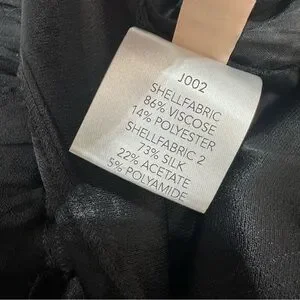 J002
SHELLFABRIC
86% VISCOSE
14% POLYESTER
SHELLFABRIC 2
73% SILK
22% ACETATE
5% POLYAMIDE